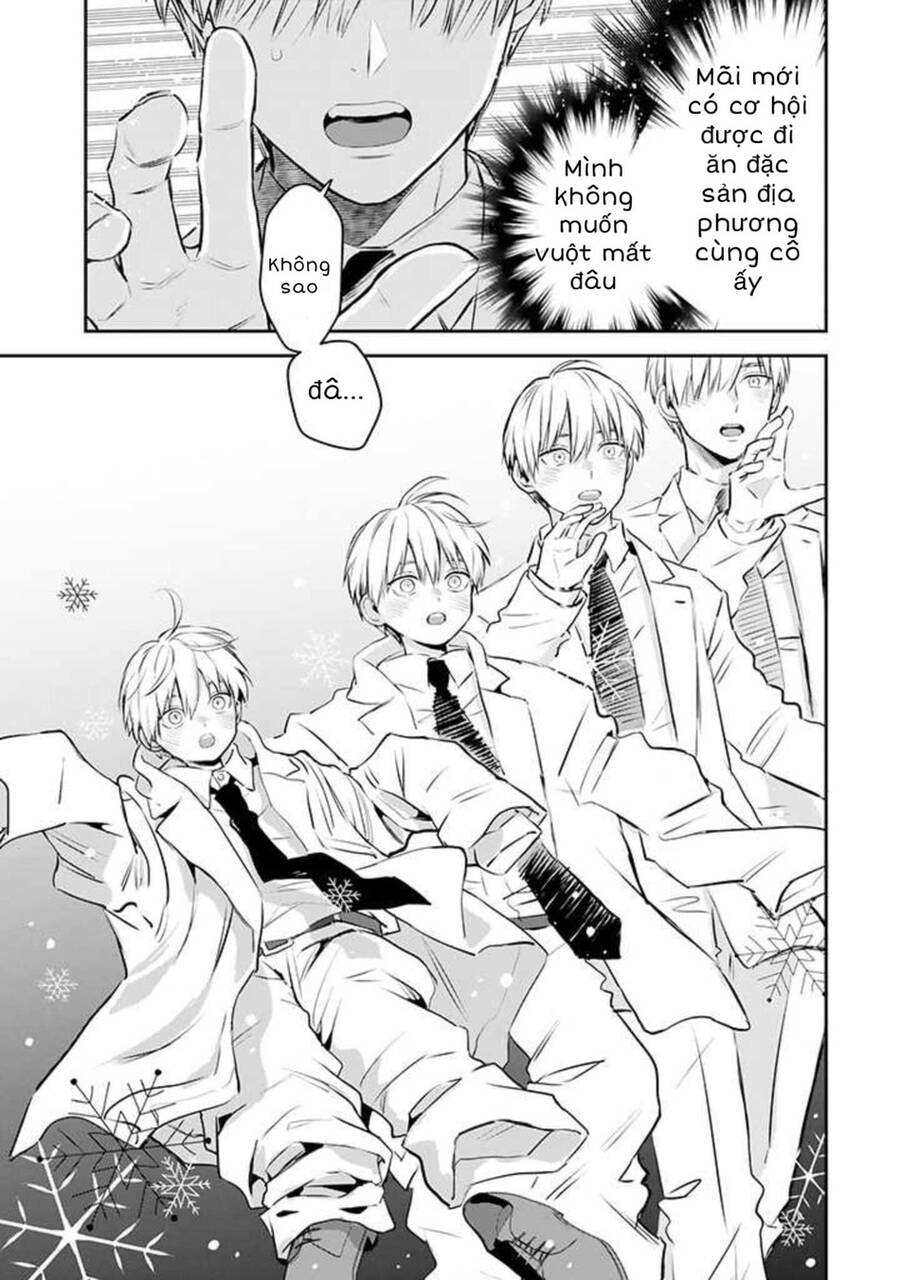 Mãi mới
có cơ hội
được đi
ăn đặc
sản địa
phương
cùng cô
ấy
Mình
không
muốn
vuột mất
đâu
Không
sao
đâ...